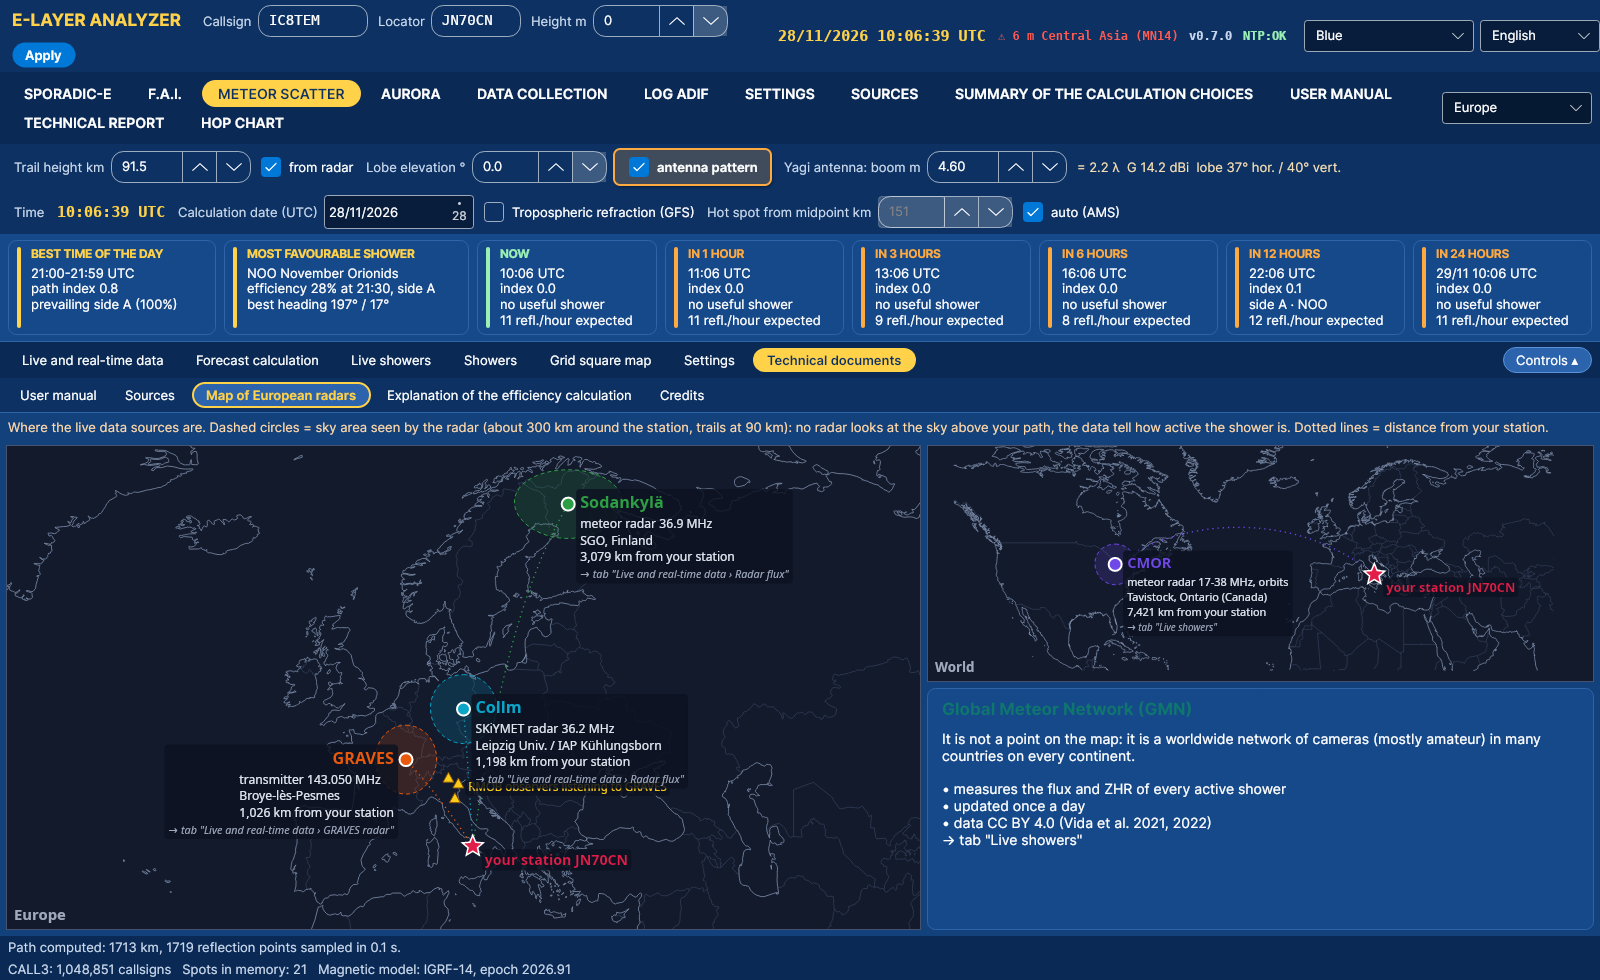 E-LAYER ANALYZER Callsign IC8TEM Locator JN70CN Height m 0
28/11/2026 10:06:39 UTC ⚠ 6 m Central Asia (MN14) v0.7.0 NTP:OK Blue English
Apply
SPORADIC-E F.A.I. METEOR SCATTER AURORA DATA COLLECTION LOG ADIF SETTINGS SOURCES SUMMARY OF THE CALCULATION CHOICES USER MANUAL
TECHNICAL REPORT HOP CHART
Europe
Trail height km 91.5 from radar Lobe elevation ° 0.0 antenna pattern Yagi antenna: boom m 4.60 = 2.2 λ G 14.2 dBi lobe 37° hor. / 40° vert.
Time 10:06:39 UTC Calculation date (UTC) 28/11/2026 28 Tropospheric refraction (GFS) Hot spot from midpoint km 151 auto (AMS)
BEST TIME OF THE DAY
21:00-21:59 UTC
path index 0.8
prevailing side A (100%)
MOST FAVOURABLE SHOWER
NOO November Orionids
efficiency 28% at 21:30, side A
best heading 197° / 17°
NOW
10:06 UTC
index 0.0
no useful shower
11 refl./hour expected
IN 1 HOUR
11:06 UTC
index 0.0
no useful shower
11 refl./hour expected
IN 3 HOURS
13:06 UTC
index 0.0
no useful shower
9 refl./hour expected
IN 6 HOURS
16:06 UTC
index 0.0
no useful shower
8 refl./hour expected
IN 12 HOURS
22:06 UTC
index 0.1
side A · NOO
12 refl./hour expected
IN 24 HOURS
29/11 10:06 UTC
index 0.0
no useful shower
11 refl./hour expected
Live and real-time data Forecast calculation Live showers Showers Grid square map Settings Technical documents Controls ▴
User manual Sources Map of European radars Explanation of the efficiency calculation Credits
Where the live data sources are. Dashed circles = sky area seen by the radar (about 300 km around the station, trails at 90 km): no radar looks at the sky above your path, the data tell how active the shower is. Dotted lines = distance from your station.
Sodankylä
meteor radar 36.9 MHz
SGO, Finland
3,079 km from your station
→ tab "Live and real-time data › Radar flux"
Collm
SKiYMET radar 36.2 MHz
Leipzig Univ. / IAP Kühlungsborn
1,198 km from your station
→ tab "Live and real-time data › Radar flux"
RMOB observers listening to GRAVES
GRAVES
transmitter 143.050 MHz
Broye-lès-Pesmes
1,026 km from your station
→ tab "Live and real-time data › GRAVES radar"
your station JN70CN
Europe
CMOR
meteor radar 17-38 MHz, orbits
Tavistock, Ontario (Canada)
7,421 km from your station
→ tab "Live showers"
your station JN70CN
World
Global Meteor Network (GMN)
It is not a point on the map: it is a worldwide network of cameras (mostly amateur) in many
countries on every continent.
• measures the flux and ZHR of every active shower
• updated once a day
• data CC BY 4.0 (Vida et al. 2021, 2022)
→ tab "Live showers"
Path computed: 1713 km, 1719 reflection points sampled in 0.1 s.
CALL3: 1,048,851 callsigns Spots in memory: 21 Magnetic model: IGRF-14, epoch 2026.91